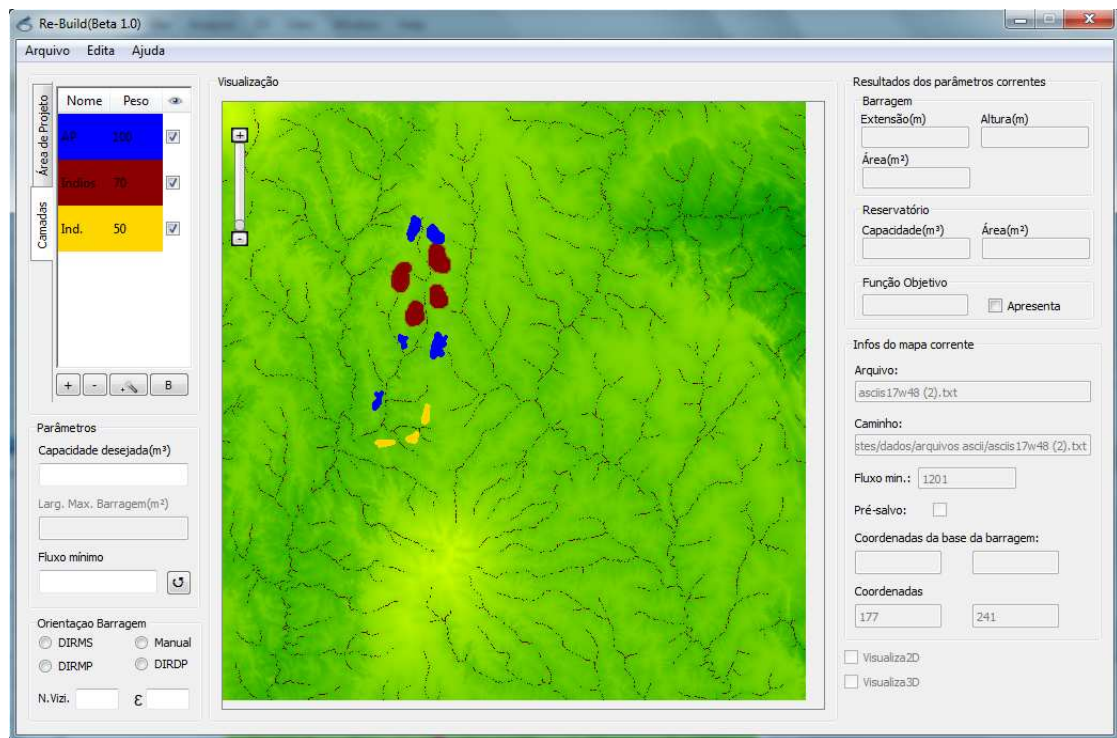 Re-Build(Beta 1.0)
Arquivo Edita Ajuda
Área de Projeto
Camadas
Nome Peso
AP 100
Índios 70
Ind. 50
+ - B
Parâmetros
Capacidade desejada(m³)
Larg. Max. Barragem(m²)
Fluxo mínimo
Orientaçao Barragem
DIRMS Manual
DIRMP DIRDP
N.Vizi. ε
Visualização
+
-
Resultados dos parâmetros correntes
Barragem
Extensão(m) Altura(m)
Área(m²)
Reservatório
Capacidade(m³) Área(m²)
Função Objetivo
Apresenta
Infos do mapa corrente
Arquivo:
asciis17w48 (2).txt
Caminho:
stes/dados/arquivos ascii/asciis17w48 (2).txt
Fluxo min.: 1201
Pré-salvo:
Coordenadas da base da barragem:
Coordenadas
177 241
Visualiza2D
Visualiza3D